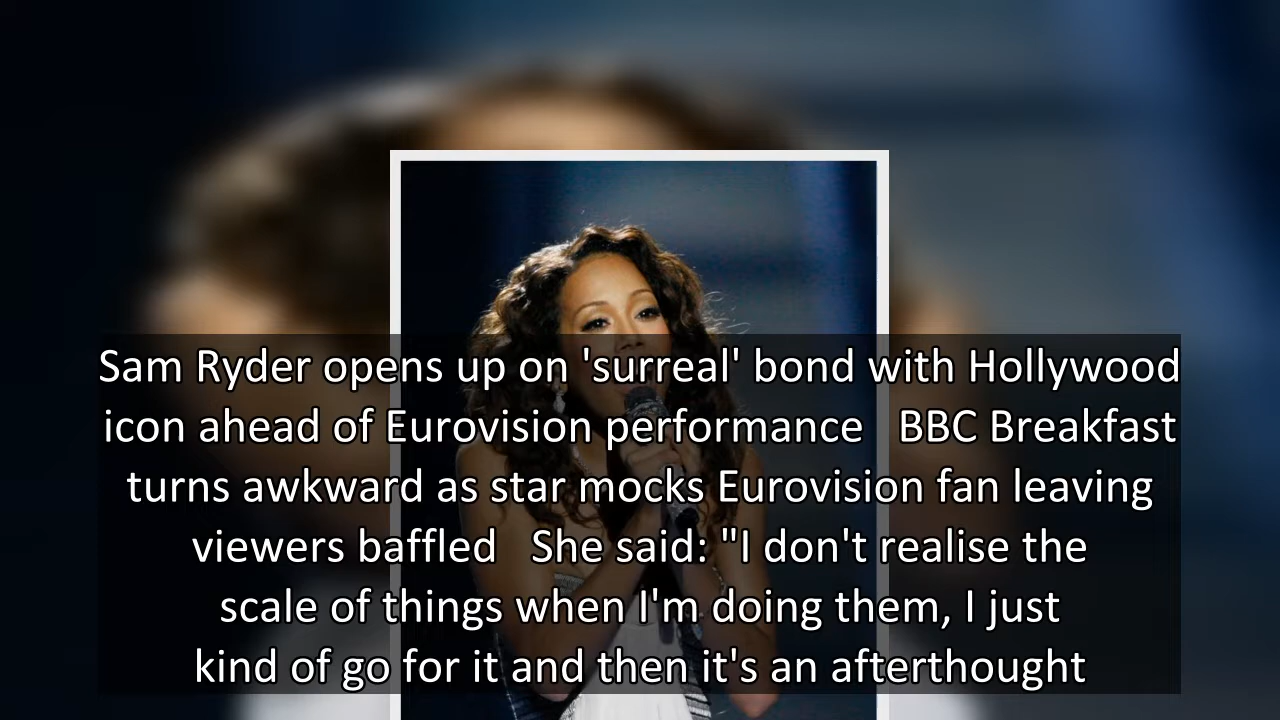 Sam Ryder opens up on 'surreal' bond with Hollywood
icon ahead of Eurovision performance   BBC Breakfast
turns awkward as star mocks Eurovision fan leaving
viewers baffled   She said: "I don't realise the
scale of things when I'm doing them, I just
kind of go for it and then it's an afterthought